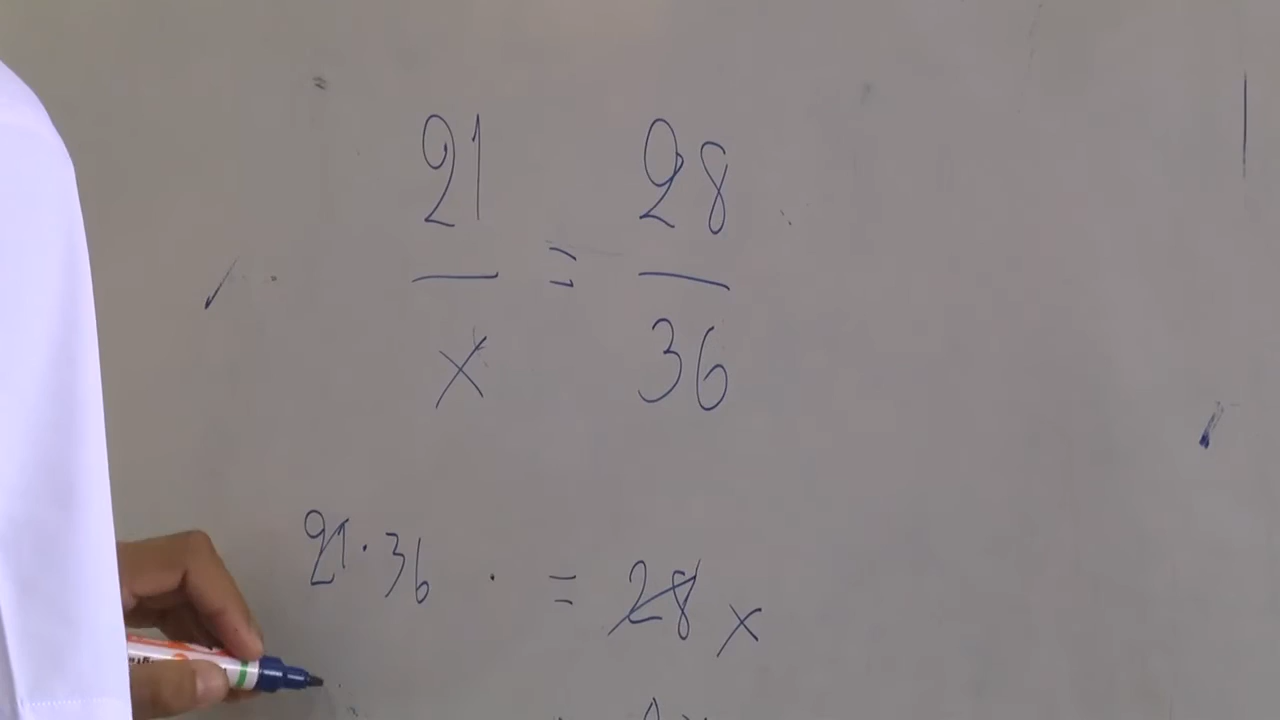 21 = 28
x 36
21 · 36 · = 28 x
=